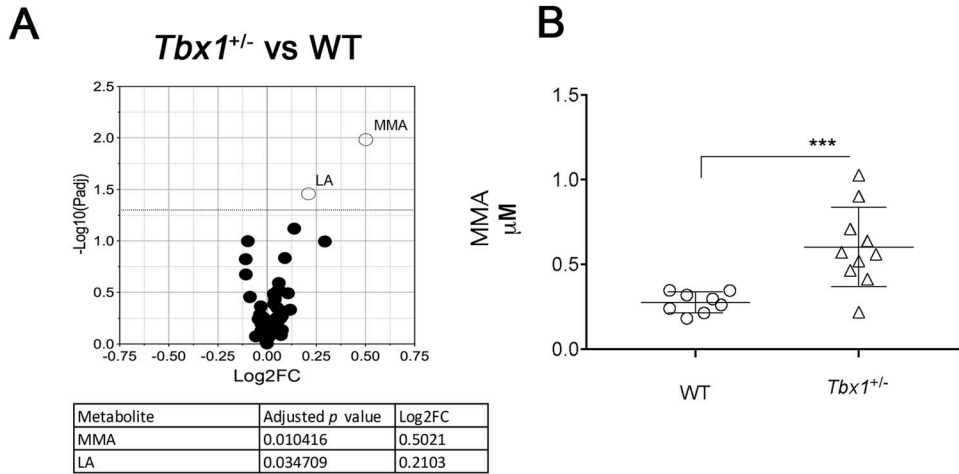 A
Tbx1+/- vs WT
2.5
2.0
1.5
1.0
0.5
0.0
-Log10(Padj)
MMA
LA
-0.75 -0.50 -0.25 0.00 0.25 0.50 0.75
Log2FC
Metabolite Adjusted p value Log2FC
MMA 0.010416 0.5021
LA 0.034709 0.2103
B
1.5
1.0
0.5
0.0
MMA
µM
***
WT Tbx1+/-